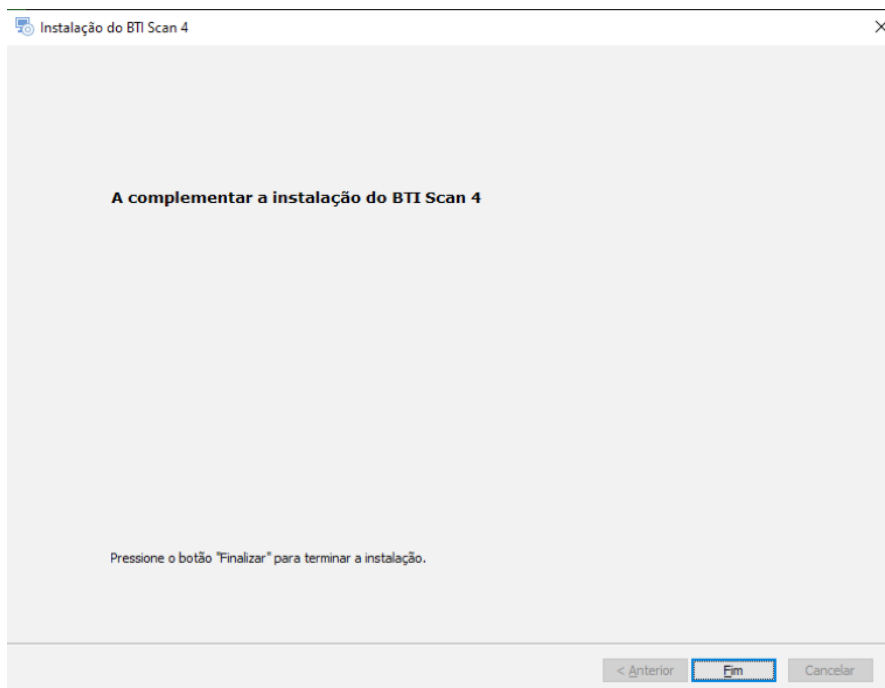 Instalação do BTI Scan 4
A complementar a instalação do BTI Scan 4
Pressione o botão "Finalizar" para terminar a instalação.
< Anterior Fim Cancelar